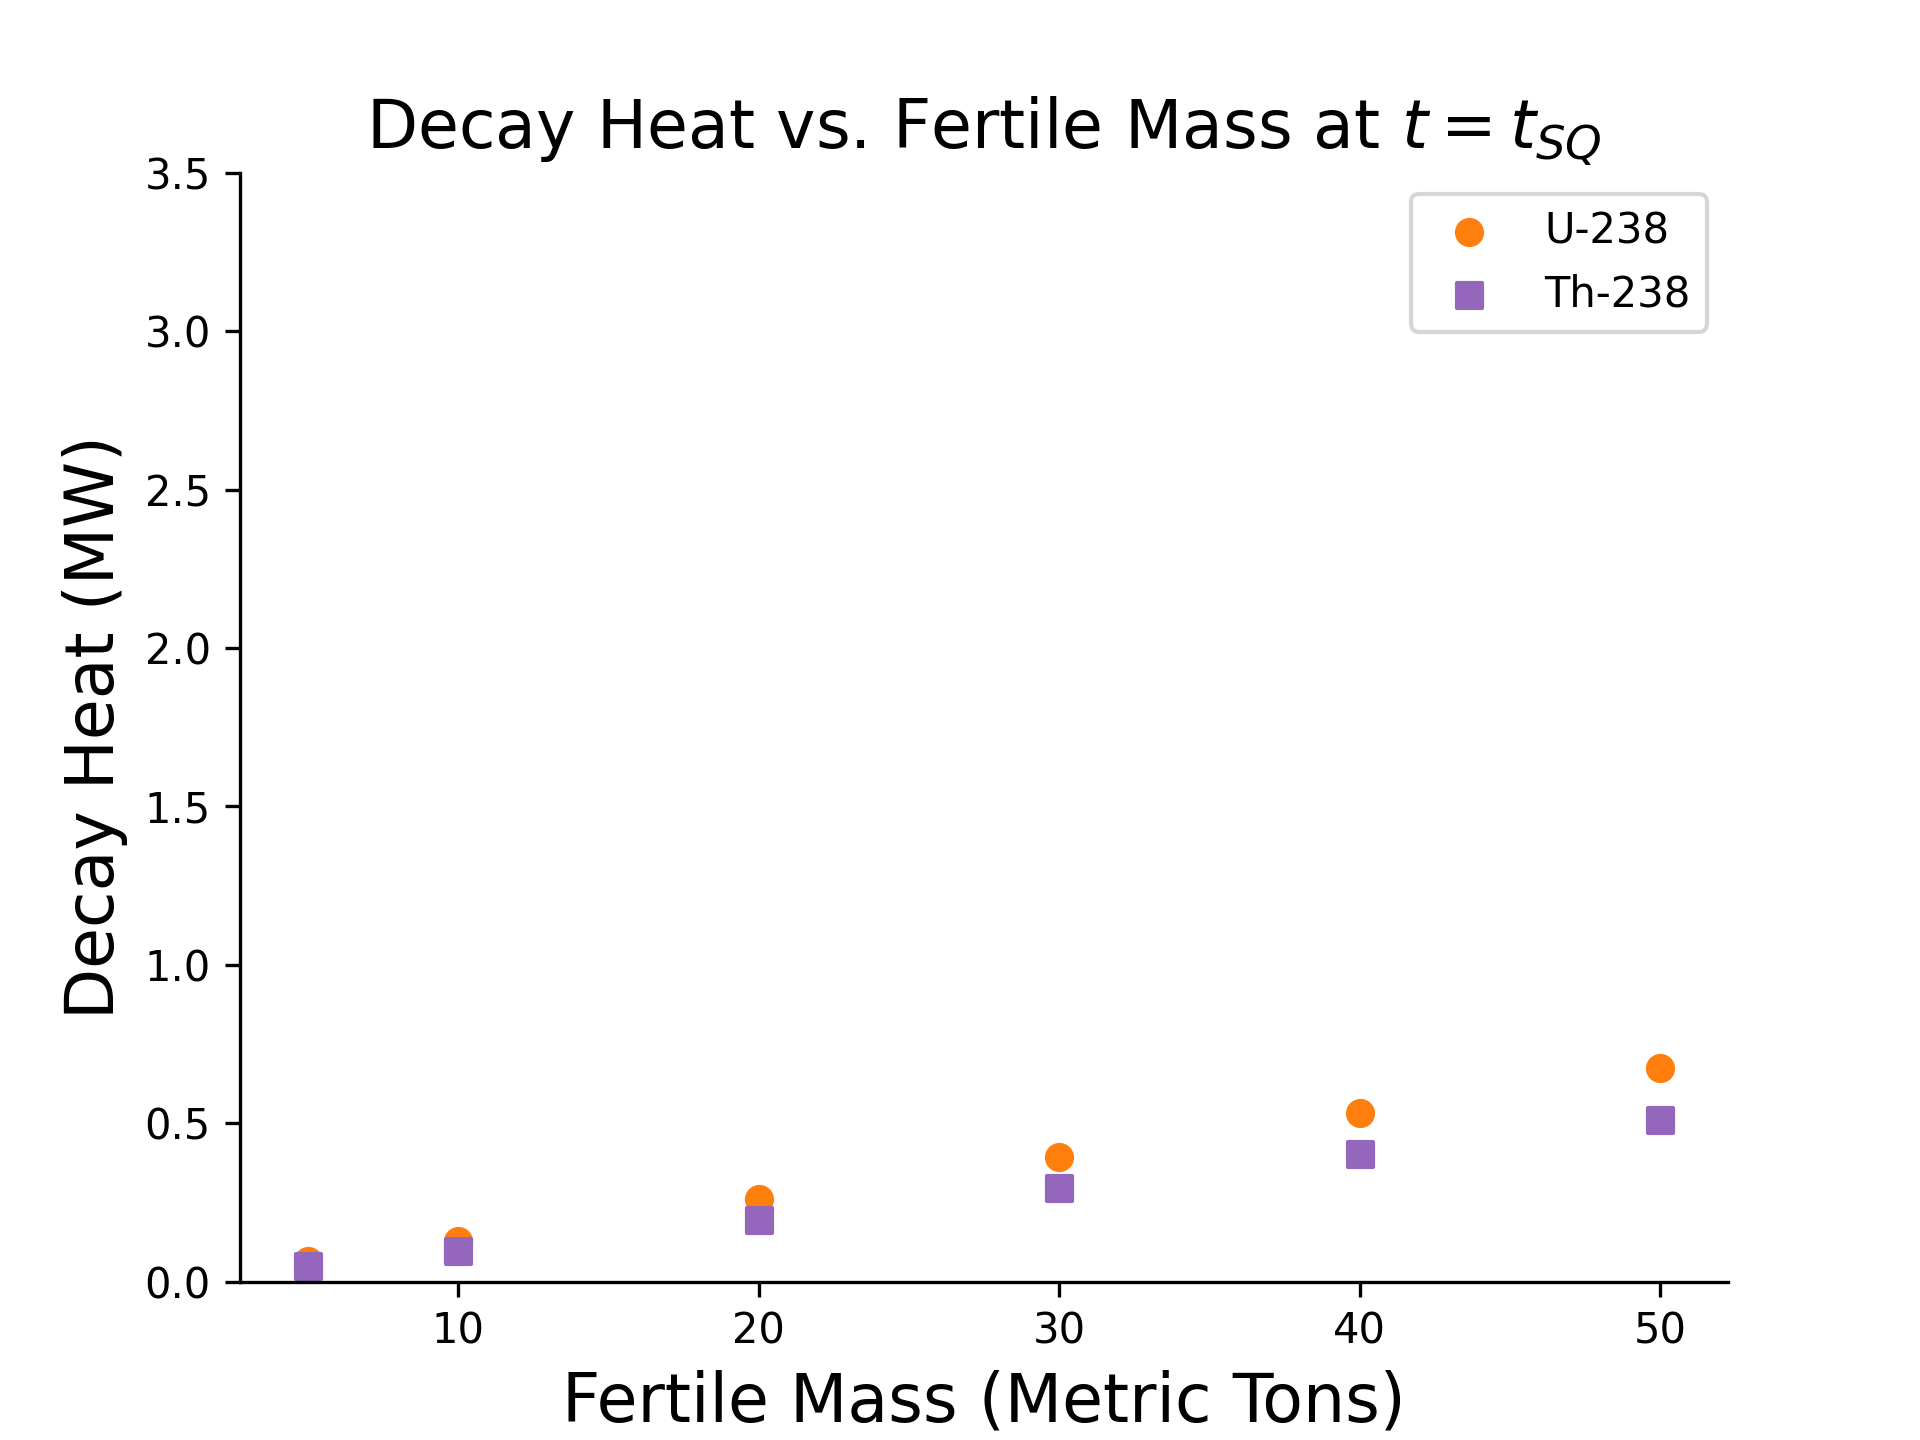 Decay Heat vs. Fertile Mass at t = t_SQ
U-238
Th-238
Decay Heat (MW)
3.5
3.0
2.5
2.0
1.5
1.0
0.5
0.0
10 20 30 40 50
Fertile Mass (Metric Tons)